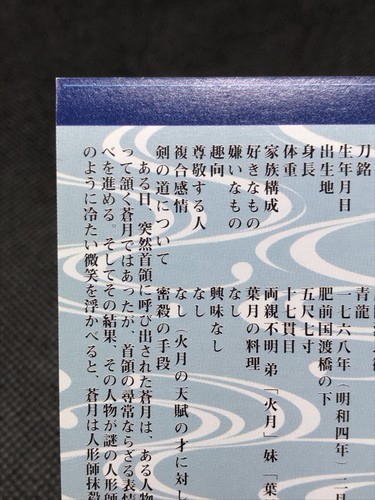 刀銘 青龍
生年月日 一七六八年（明和四年）二
出生地 肥前国渡橋の下
身長 五尺七寸
体重 十七貫目
家族構成 両親不明 弟「火月」妹「葉
好きなもの 葉月の料理
嫌いなもの なし
趣向 興味なし
尊敬する人 なし
複合感情 なし（火月の天賦の才に対し
剣の道について 密殺の手段
ある日、突然首領に呼び出された蒼月は、ある人物
って頷く蒼月ではあったが、首領の尋常ならざる表情
べを進める。そしてその結果、その人物が謎の人形師
のように冷たい微笑を浮かべると、蒼月は人形師抹殺